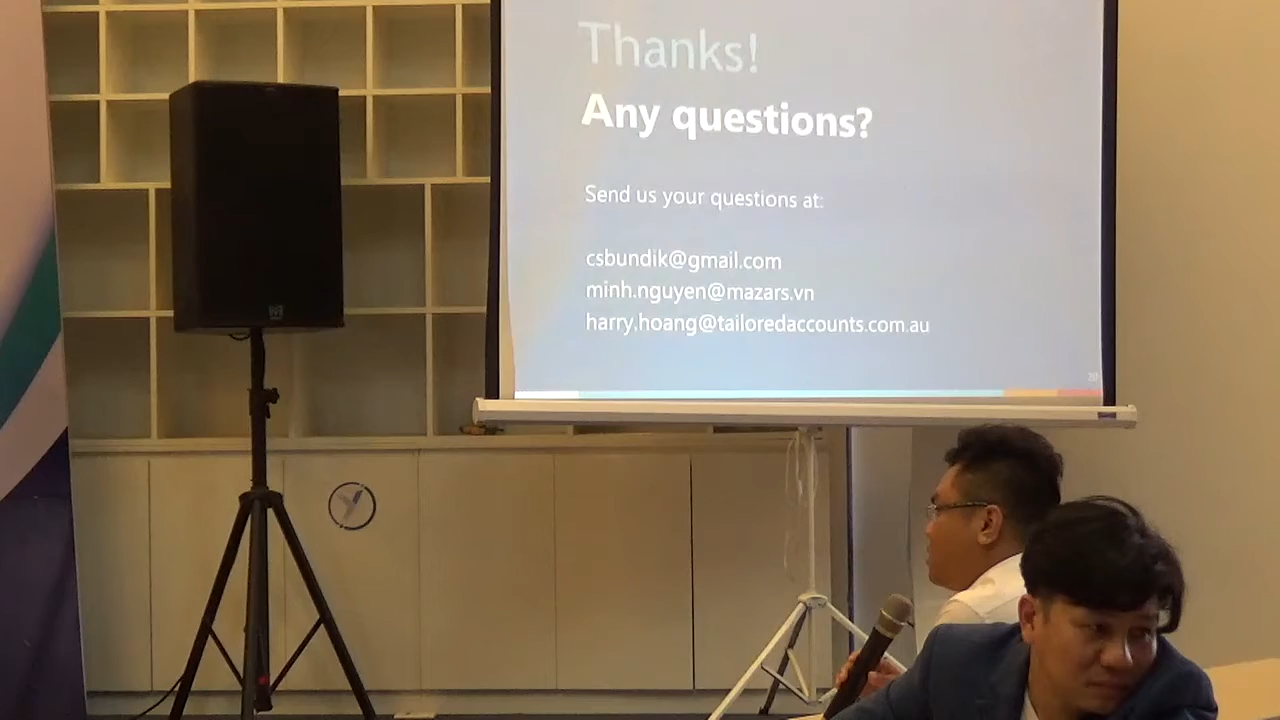 Thanks!
Any questions?
Send us your questions at:
csbundik@gmail.com
minh.nguyen@mazars.vn
harry.hoang@tailoredaccounts.com.au